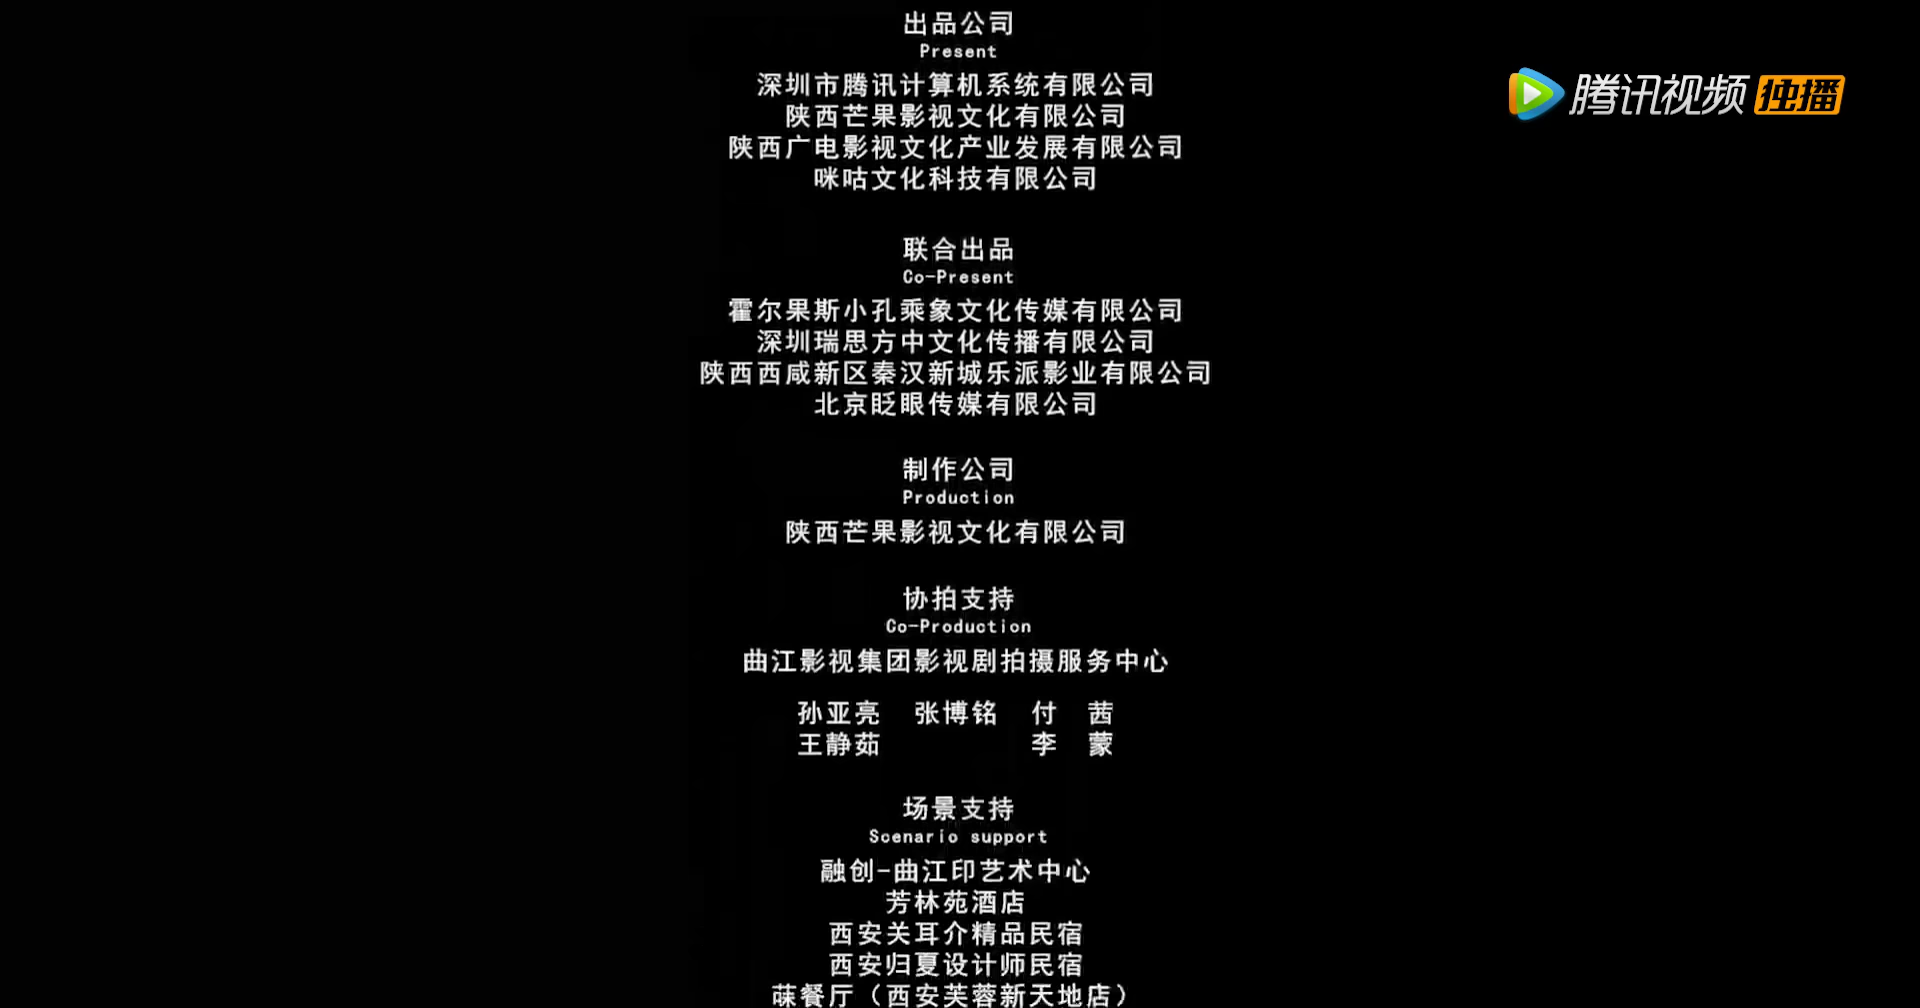 出品公司
Present
深圳市腾讯计算机系统有限公司
陕西芒果影视文化有限公司
陕西广电影视文化产业发展有限公司
咪咕文化科技有限公司
腾讯视频 独播
联合出品
Co-Present
霍尔果斯小孔乘象文化传媒有限公司
深圳瑞思方中文化传播有限公司
陕西西咸新区秦汉新城乐派影业有限公司
北京眨眼传媒有限公司
制作公司
Production
陕西芒果影视文化有限公司
协拍支持
Co-Production
曲江影视集团影视剧拍摄服务中心
孙亚亮 张博铭 付 茜
王静茹 李 蒙
场景支持
Scenario support
融创-曲江印艺术中心
芳林苑酒店
西安关耳介精品民宿
西安归夏设计师民宿
菋餐厅（西安芙蓉新天地店）